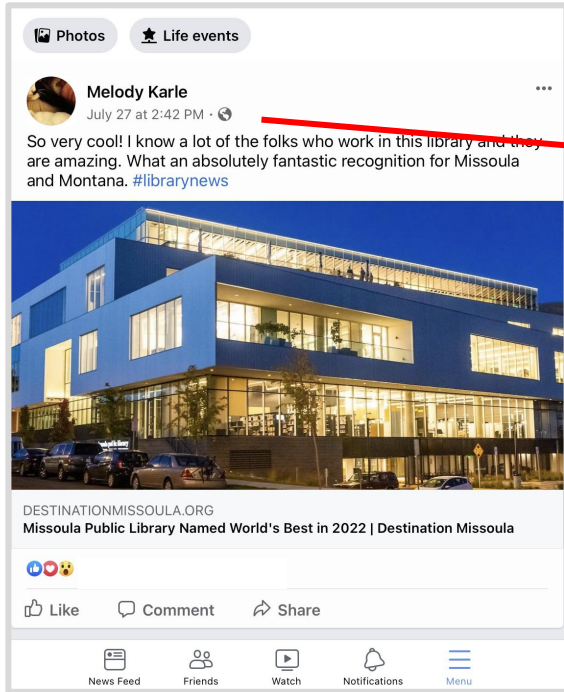 Photos Life events
Melody Karle
July 27 at 2:42 PM ·
So very cool! I know a lot of the folks who work in this library and they
are amazing. What an absolutely fantastic recognition for Missoula
and Montana. #librarynews
DESTINATIONMISSOULA.ORG
Missoula Public Library Named World's Best in 2022 | Destination Missoula
Like Comment Share
News Feed Friends Watch Notifications Menu